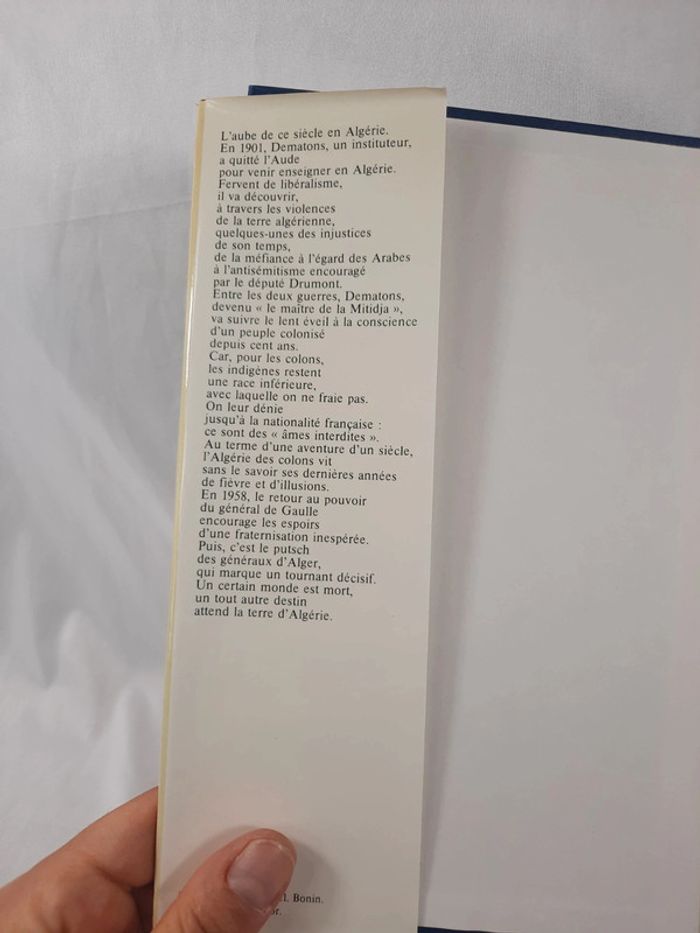 L'aube de ce siècle en Algérie.
En 1901, Dematons, un instituteur,
a quitté l'Aude
pour venir enseigner en Algérie.
Fervent de libéralisme,
il va découvrir,
à travers les violences
de la terre algérienne,
quelques-unes des injustices
de son temps,
de la méfiance à l'égard des Arabes
à l'antisémitisme encouragé
par le député Drumont.
Entre les deux guerres, Dematons,
devenu « le maître de la Mitidja »,
va suivre le lent éveil à la conscience
d'un peuple colonisé
depuis cent ans.
Car, pour les colons,
les indigènes restent
une race inférieure,
avec laquelle on ne fraie pas.
On leur dénie
jusqu'à la nationalité française :
ce sont des « âmes interdites ».
Au terme d'une aventure d'un siècle,
l'Algérie des colons vit
sans le savoir ses dernières années
de fièvre et d'illusions.
En 1958, le retour au pouvoir
du général de Gaulle
encourage les espoirs
d'une fraternisation inespérée.
Puis, c'est le putsch
des généraux d'Alger,
qui marque un tournant décisif.
Un certain monde est mort,
un tout autre destin
attend la terre d'Algérie.
Bonin.